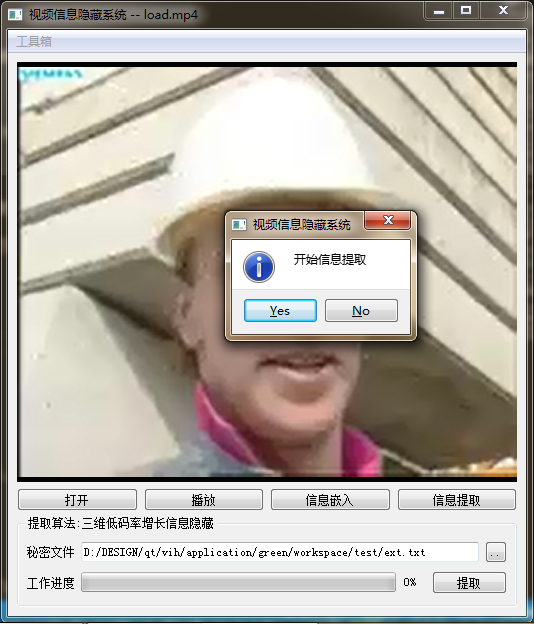 视频信息隐藏系统 -- load.mp4
工具箱
视频信息隐藏系统
开始信息提取
Yes
No
打开
播放
信息嵌入
信息提取
提取算法:三维低码率增长信息隐藏
秘密文件
D:/DESIGN/qt/vih/application/green/workspace/test/ext.txt
..
工作进度
0%
提取